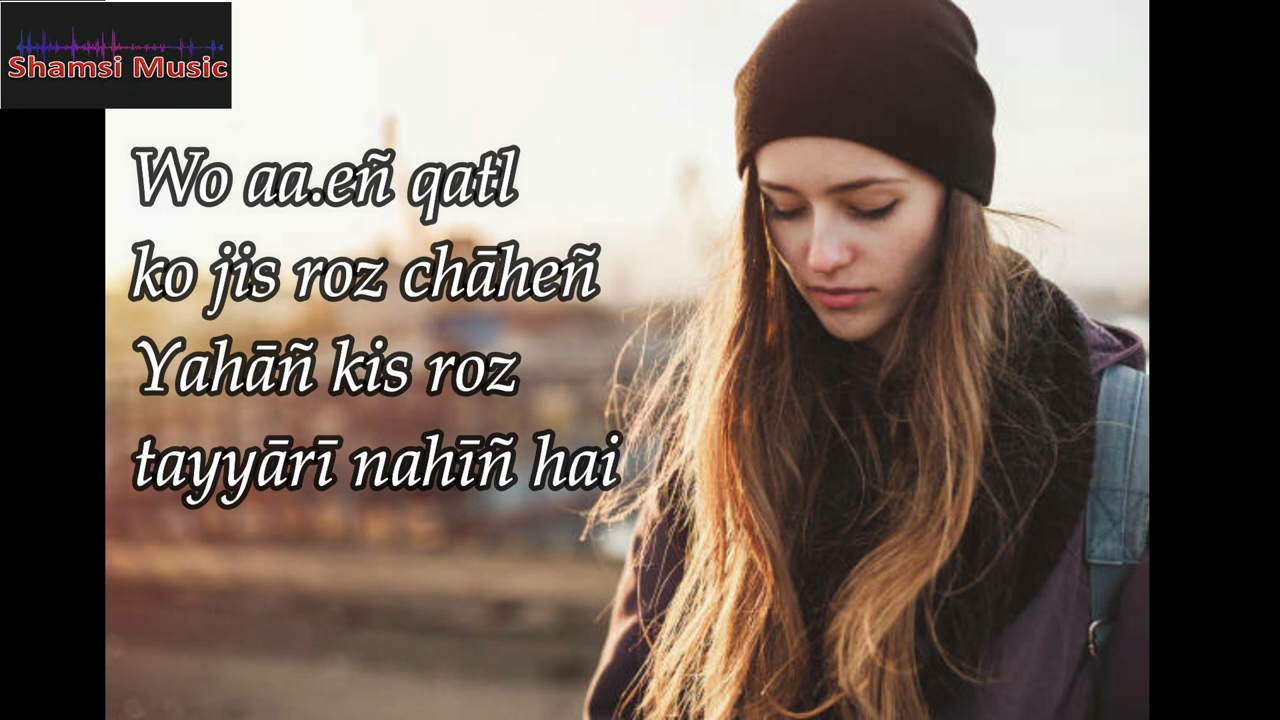 Shamsi Music
Wo aa.eñ qatl
ko jis roz chāheñ
Yahāñ kis roz
tayyārī nahīñ hai